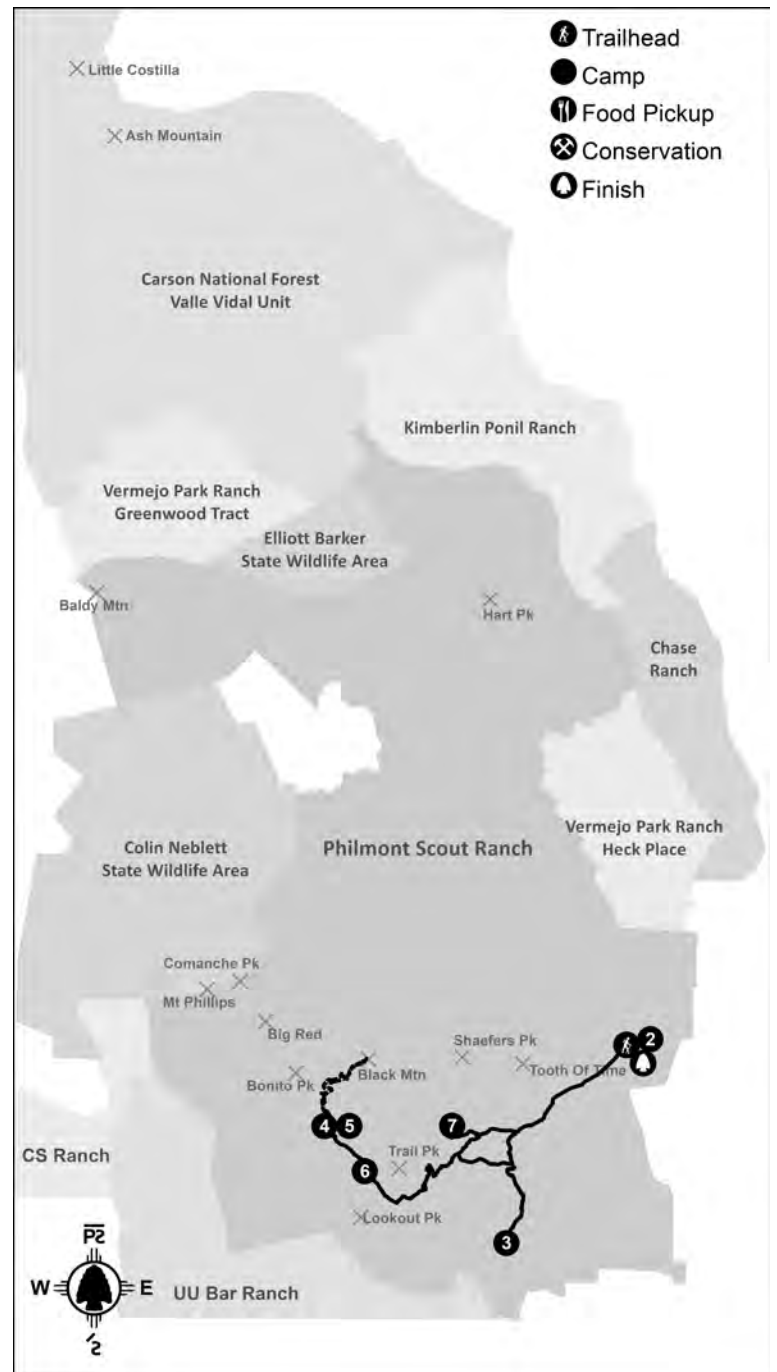 Trailhead
Camp
Food Pickup
Conservation
Finish
Little Costilla
Ash Mountain
Carson National Forest
Valle Vidal Unit
Kimberlin Ponil Ranch
Vermejo Park Ranch
Greenwood Tract
Elliott Barker
State Wildlife Area
Baldy Mtn
Hart Pk
Chase
Ranch
Colin Neblett
State Wildlife Area
Philmont Scout Ranch
Vermejo Park Ranch
Heck Place
Comanche Pk
Mt Phillips
Big Red
Bonito Pk
Black Mtn
Shaefers Pk
Tooth Of Time
2
4
5
7
CS Ranch
Trail Pk
6
Lookout Pk
3
W
E
UU Bar Ranch